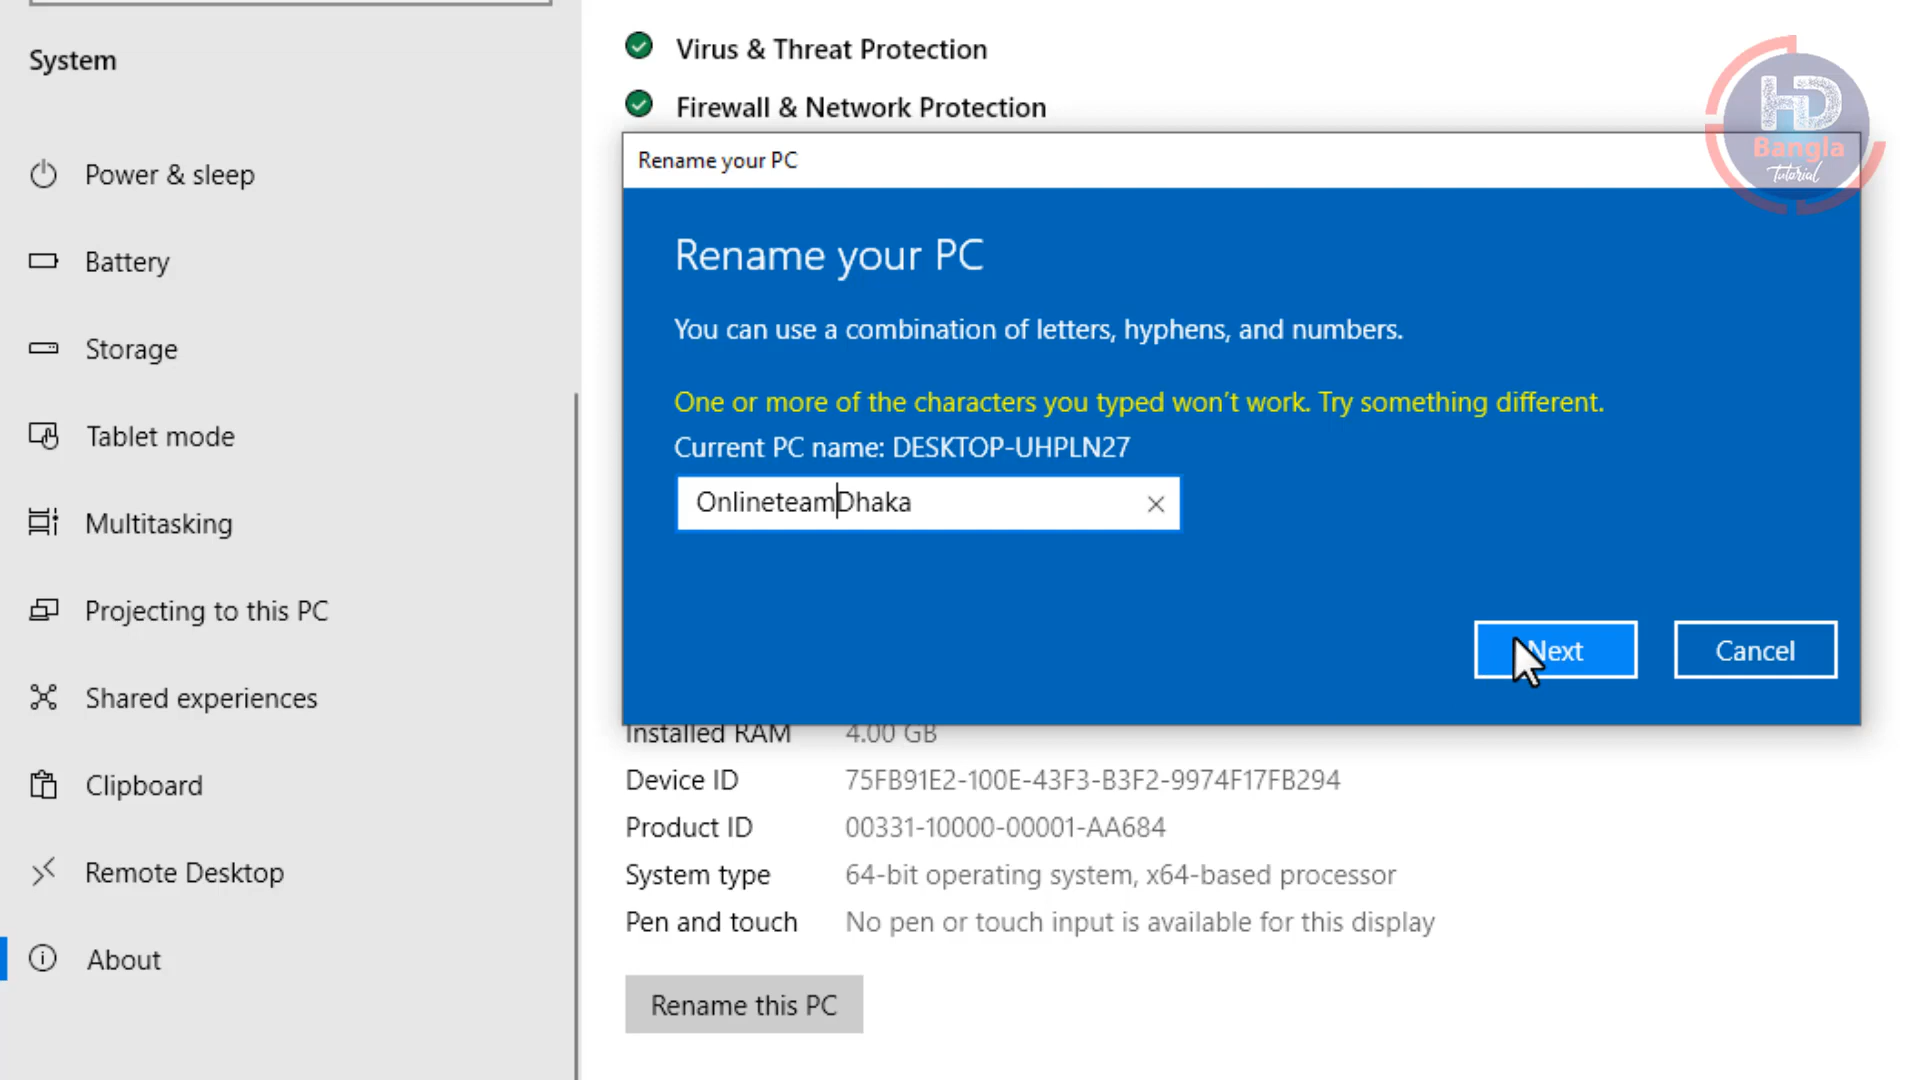 System
Power & sleep
Battery
Storage
Tablet mode
Multitasking
Projecting to this PC
Shared experiences
Clipboard
Remote Desktop
About
Virus & Threat Protection
Firewall & Network Protection
HD
Bangla
Tutorial
Rename your PC
Rename your PC
You can use a combination of letters, hyphens, and numbers.
One or more of the characters you typed won't work. Try something different.
Current PC name: DESKTOP-UHPLN27
OnlineteamDhaka
Next
Cancel
Installed RAM 4.00 GB
Device ID 75FB91E2-100E-43F3-B3F2-9974F17FB294
Product ID 00331-10000-00001-AA684
System type 64-bit operating system, x64-based processor
Pen and touch No pen or touch input is available for this display
Rename this PC